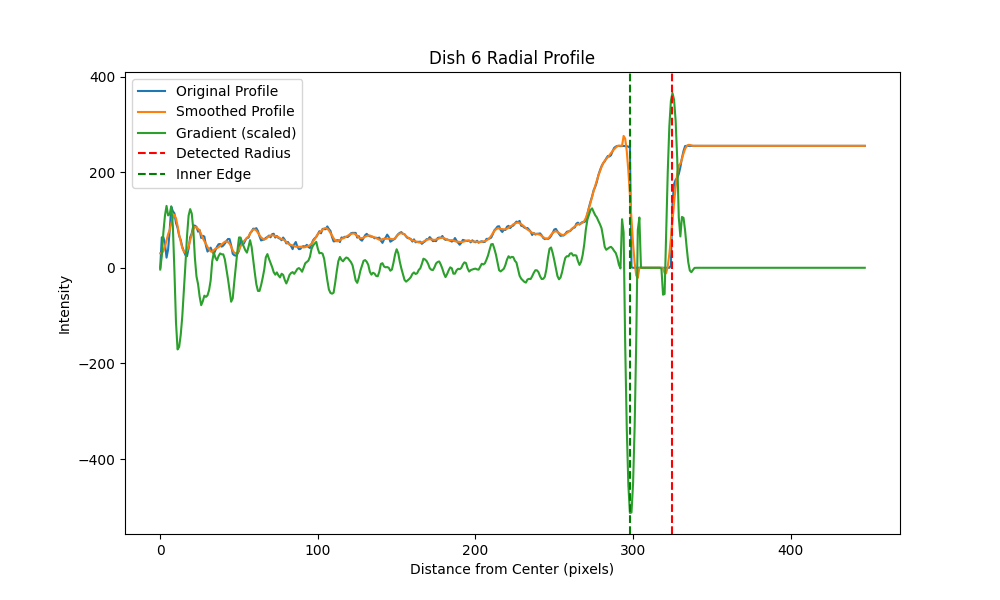 Dish 6 Radial Profile
Original Profile
Smoothed Profile
Gradient (scaled)
Detected Radius
Inner Edge
400
200
0
−200
−400
Intensity
0
100
200
300
400
Distance from Center (pixels)